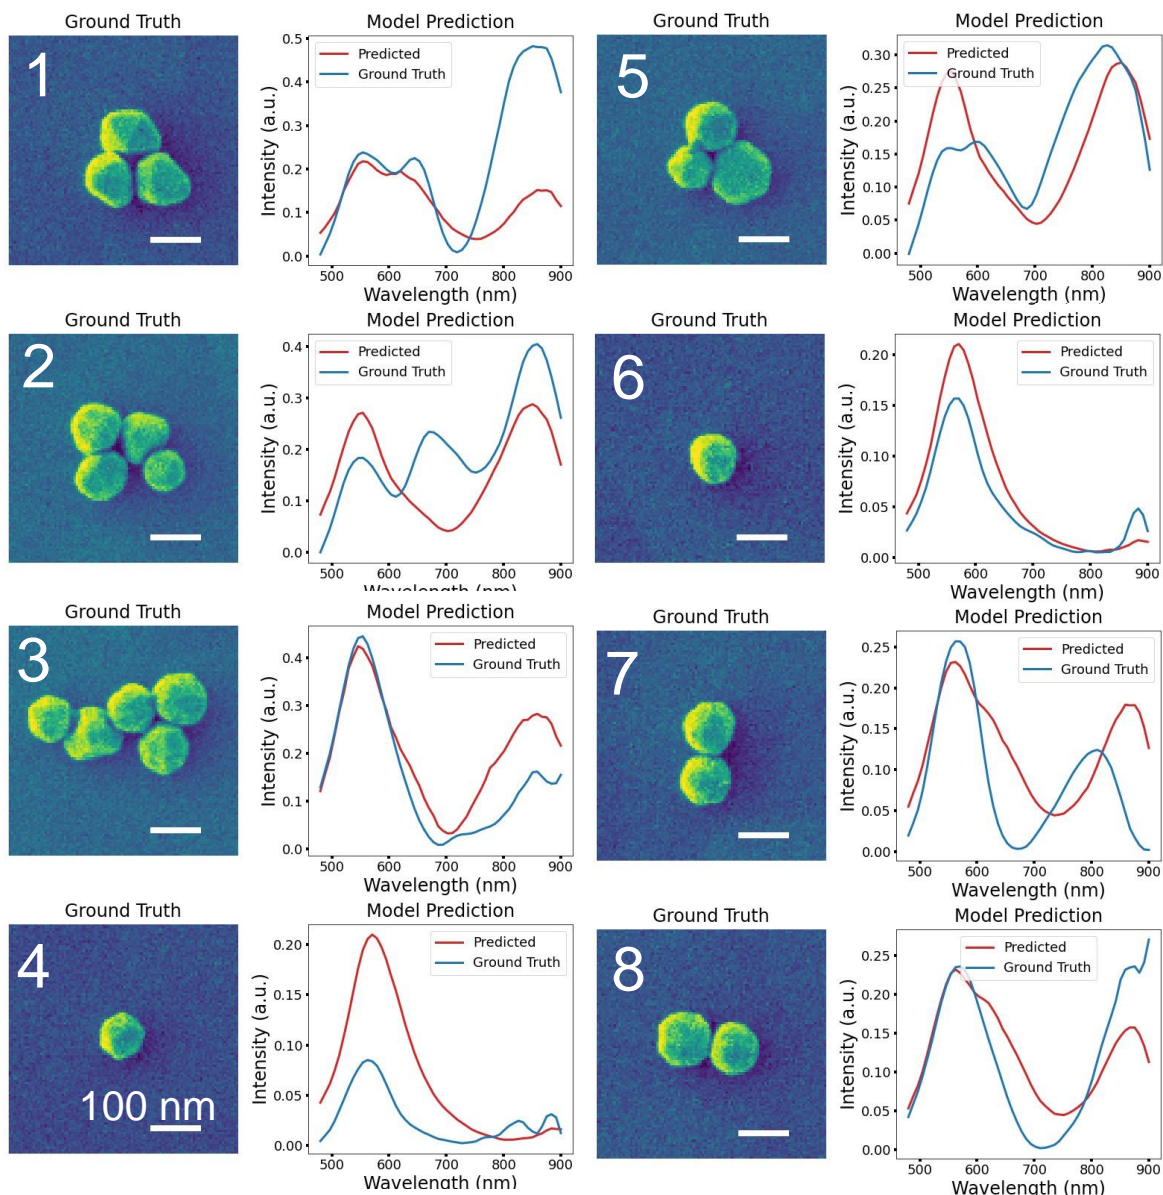 Ground Truth
Model Prediction
1
Predicted
Ground Truth
Intensity (a.u.)
0.5
0.4
0.3
0.2
0.1
0.0
500 600 700 800 900
Wavelength (nm)
Ground Truth
Model Prediction
5
Predicted
Ground Truth
Intensity (a.u.)
0.30
0.25
0.20
0.15
0.10
0.05
0.00
500 600 700 800 900
Wavelength (nm)
Ground Truth
Model Prediction
2
Predicted
Ground Truth
Intensity (a.u.)
0.4
0.3
0.2
0.1
0.0
500 600 700 800 900
Wavelength (nm)
Ground Truth
Model Prediction
6
Predicted
Ground Truth
Intensity (a.u.)
0.20
0.15
0.10
0.05
0.00
500 600 700 800 900
Wavelength (nm)
Ground Truth
Model Prediction
3
Predicted
Ground Truth
Intensity (a.u.)
0.4
0.3
0.2
0.1
0.0
500 600 700 800 900
Wavelength (nm)
Ground Truth
Model Prediction
7
Predicted
Ground Truth
Intensity (a.u.)
0.25
0.20
0.15
0.10
0.05
0.00
500 600 700 800 900
Wavelength (nm)
Ground Truth
Model Prediction
4
100 nm
Predicted
Ground Truth
Intensity (a.u.)
0.20
0.15
0.10
0.05
0.00
500 600 700 800 900
Wavelength (nm)
Ground Truth
Model Prediction
8
Predicted
Ground Truth
Intensity (a.u.)
0.25
0.20
0.15
0.10
0.05
0.00
500 600 700 800 900
Wavelength (nm)